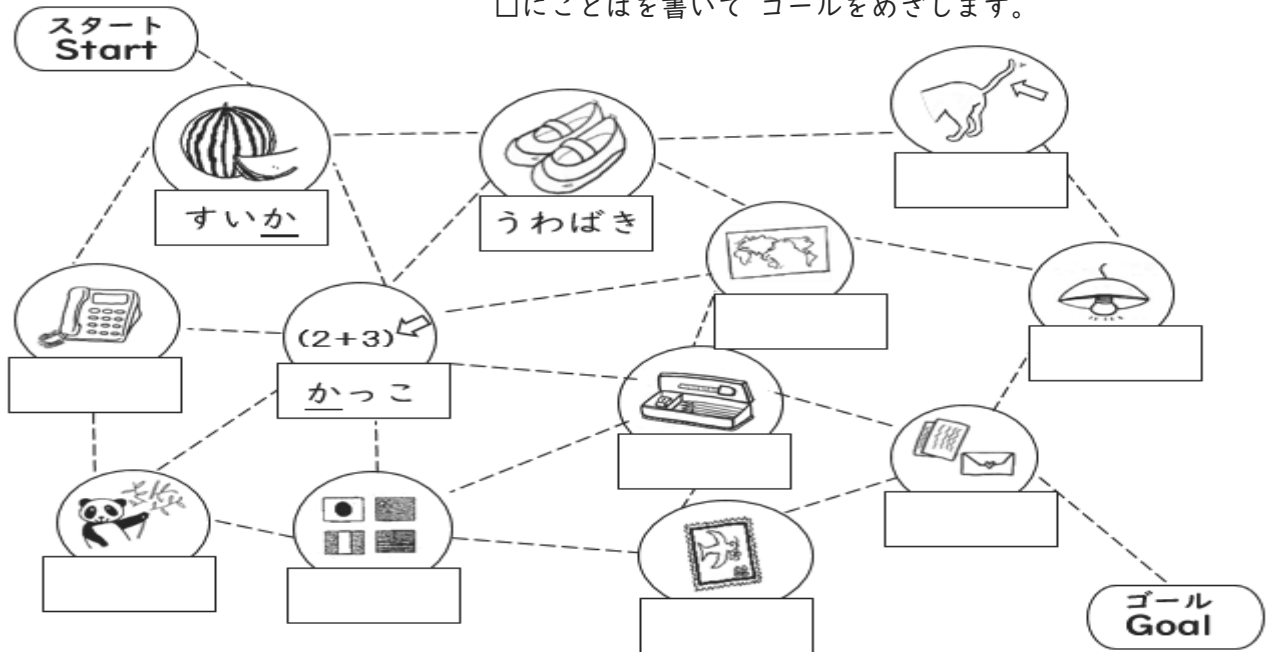 □にことばを書いて ゴールをめざします。
スタート
Start
すいか
うわばき
(2+3)
かっこ
ゴール
Goal